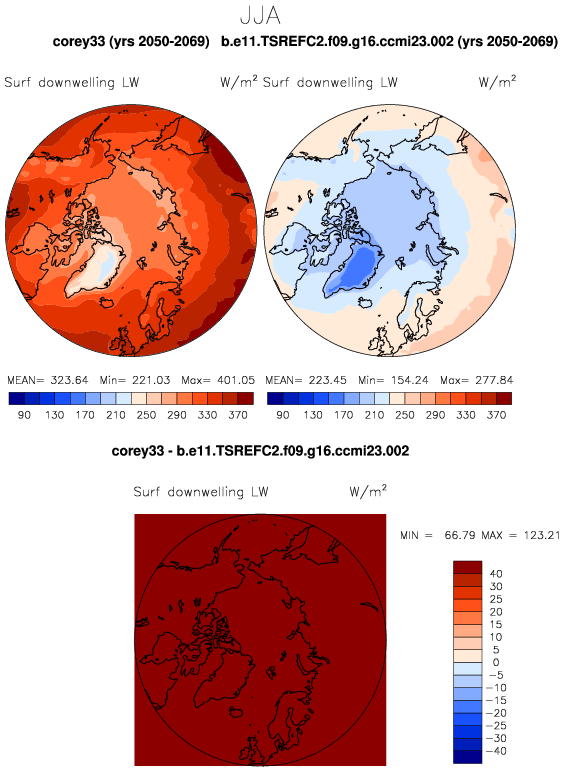 JJA
corey33 (yrs 2050-2069) b.e11.TSREFC2.f09.g16.ccmi23.002 (yrs 2050-2069)
Surf downwelling LW W/m² Surf downwelling LW W/m²
MEAN= 323.64 Min= 221.03 Max= 401.05 MEAN= 223.45 Min= 154.24 Max= 277.84
90 130 170 210 250 290 330 370 90 130 170 210 250 290 330 370
corey33 - b.e11.TSREFC2.f09.g16.ccmi23.002
Surf downwelling LW W/m²
MIN = 66.79 MAX = 123.21
40
30
25
20
15
10
5
0
−5
−10
−15
−20
−25
−30
−40